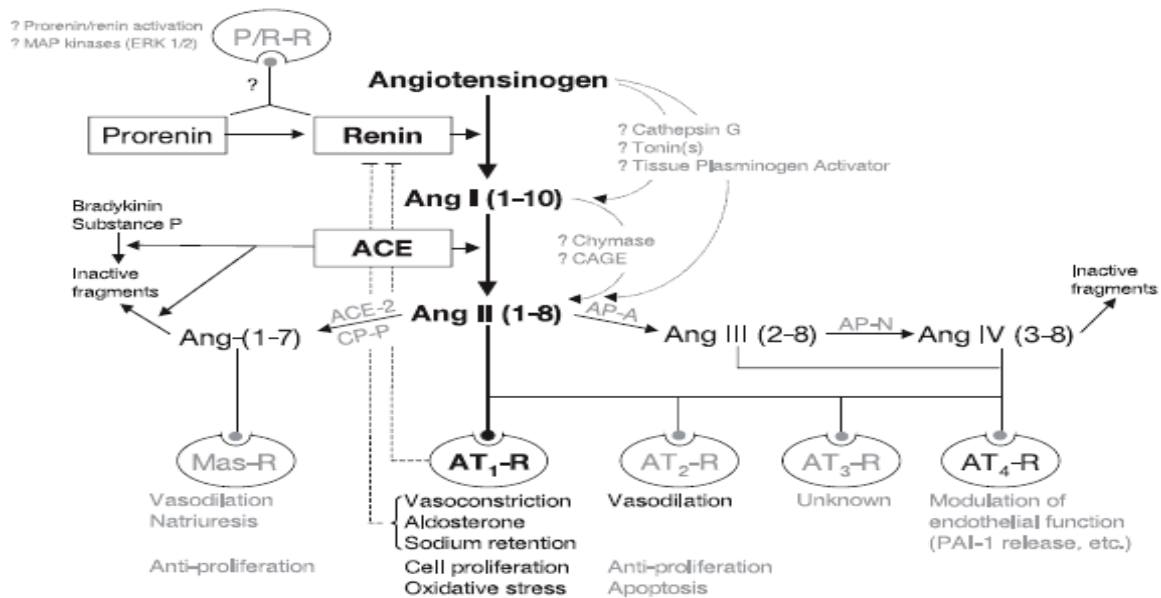 ? Prorenin/renin activation
? MAP kinases (ERK 1/2)
P/R-R
?
Angiotensinogen
Prorenin
Renin
? Cathepsin G
? Tonin(s)
? Tissue Plasminogen Activator
Ang I (1-10)
Bradykinin
Substance P
ACE
? Chymase
? CAGE
Inactive
fragments
Inactive
fragments
ACE-2
CP-P
Ang II (1-8)
AP-A
Ang-(1-7)
Ang III (2-8)
AP-N
Ang IV (3-8)
Mas-R
AT1-R
AT2-R
AT3-R
AT4-R
Vasodilation
Natriuresis
Anti-proliferation
Vasoconstriction
Aldosterone
Sodium retention
Cell proliferation
Oxidative stress
Vasodilation
Anti-proliferation
Apoptosis
Unknown
Modulation of
endothelial function
(PAI-1 release, etc.)